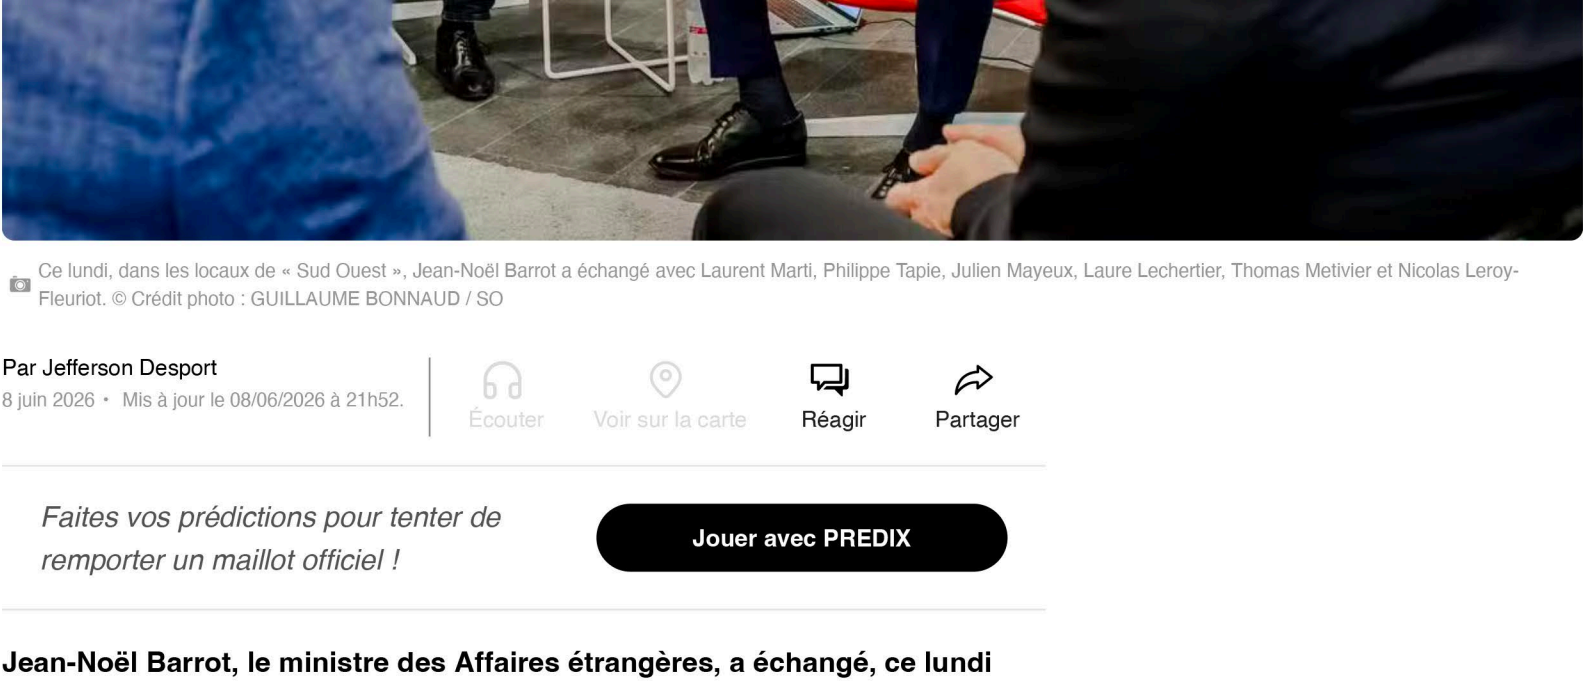 Ce lundi, dans les locaux de « Sud Ouest », Jean-Noël Barrot a échangé avec Laurent Marti, Philippe Tapie, Julien Mayeux, Laure Lechertier, Thomas Metivier et Nicolas Leroy-
Fleuriot. © Crédit photo : GUILLAUME BONNAUD / SO
Par Jefferson Desport
8 juin 2026 • Mis à jour le 08/06/2026 à 21h52.
Écouter
Voir sur la carte
Réagir
Partager
Faites vos prédictions pour tenter de
remporter un maillot officiel !
Jouer avec PREDIX
Jean-Noël Barrot, le ministre des Affaires étrangères, a échangé, ce lundi